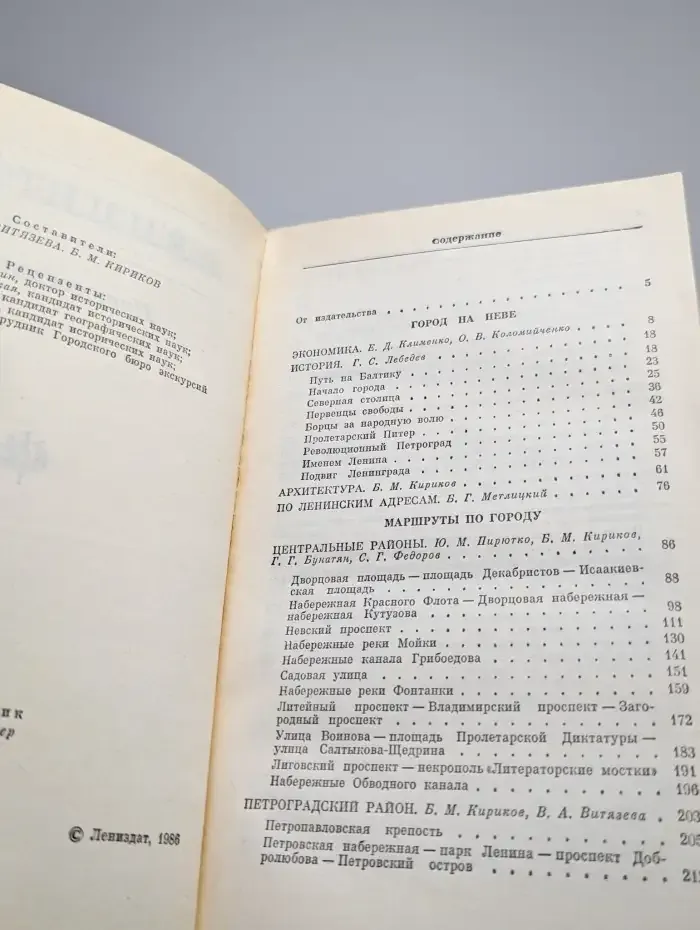 Составители:
Б. М. КИРИКОВ
Рецензенты:
доктор исторических наук;
кандидат исторических наук;
кандидат географических наук;
кандидат исторических наук;
Городского бюро экскурсий
© Лениздат, 1986
Содержание
От издательства . . . . . . . . . . . . 5
ГОРОД НА НЕВЕ
ЭКОНОМИКА. Е. Д. Клименко, О. В. Коломийченко . . . 8
ИСТОРИЯ. Г. С. Лебедев . . . . . . . . . . 18
Путь на Балтику . . . . . . . . . . 18
Начало города . . . . . . . . . . 23
Северная столица . . . . . . . . . . 25
Первенцы свободы . . . . . . . . . . 36
Борцы за народную волю . . . . . . . . . . 42
Пролетарский Питер . . . . . . . . . . 46
Революционный Петроград . . . . . . . . . . 50
Именем Ленина . . . . . . . . . . 55
Подвиг Ленинграда . . . . . . . . . . 57
АРХИТЕКТУРА. Б. М. Кириков . . . . . . . . . . 61
ПО ЛЕНИНСКИМ АДРЕСАМ. Б. Г. Метлицкий . . . . . . 76
МАРШРУТЫ ПО ГОРОДУ
ЦЕНТРАЛЬНЫЕ РАЙОНЫ. Ю. М. Пирютко, Б. М. Кириков,
Г. Г. Бунатян, С. Г. Федоров . . . . . . . . . . 86
Дворцовая площадь — площадь Декабристов — Исаакиев-
ская площадь . . . . . . . . . . 88
Набережная Красного Флота — Дворцовая набережная —
набережная Кутузова . . . . . . . . . . 98
Невский проспект . . . . . . . . . . 111
Набережные реки Мойки . . . . . . . . . . 130
Набережные канала Грибоедова . . . . . . . . . . 141
Садовая улица . . . . . . . . . . 151
Набережные реки Фонтанки . . . . . . . . . . 159
Литейный проспект — Владимирский проспект — Заго-
родный проспект . . . . . . . . . . 172
Улица Воинова — площадь Пролетарской Диктатуры —
улица Салтыкова-Щедрина . . . . . . . . . . 183
Лиговский проспект — некрополь «Литераторские мостки» 191
Набережные Обводного канала . . . . . . . . . . 196
ПЕТРОГРАДСКИЙ РАЙОН. Б. М. Кириков, В. А. Витязева . 203
Петропавловская крепость . . . . . . . . . . 205
Петровская набережная — парк Ленина — проспект Доб-
ролюбова — Петровский остров . . . . . . . . . .